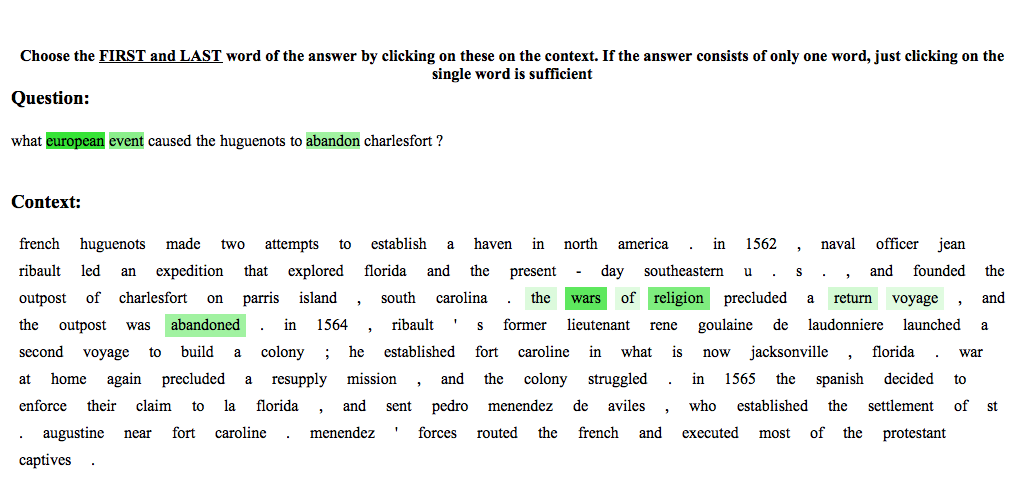 Choose the FIRST and LAST word of the answer by clicking on these on the context. If the answer consists of only one word, just clicking on the
single word is sufficient
Question:
what european event caused the huguenots to abandon charlesfort ?
Context:
french huguenots made two attempts to establish a haven in north america . in 1562 , naval officer jean
ribault led an expedition that explored florida and the present - day southeastern u . s . , and founded the
outpost of charlesfort on parris island , south carolina . the wars of religion precluded a return voyage , and
the outpost was abandoned . in 1564 , ribault ' s former lieutenant rene goulaine de laudonniere launched a
second voyage to build a colony ; he established fort caroline in what is now jacksonville , florida . war
at home again precluded a resupply mission , and the colony struggled . in 1565 the spanish decided to
enforce their claim to la florida , and sent pedro menendez de aviles , who established the settlement of st
. augustine near fort caroline . menendez ' forces routed the french and executed most of the protestant
captives .